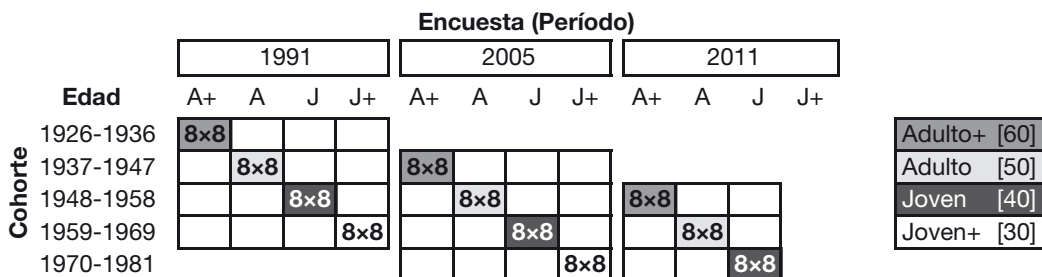 Encuesta (Período)
1991 2005 2011
Edad A+ A J J+ A+ A J J+ A+ A J J+
1926-1936 8×8 Adulto+ [60]
1937-1947 8×8 8×8 Adulto [50]
1948-1958 8×8 8×8 8×8 Joven [40]
1959-1969 8×8 8×8 8×8 Joven+ [30]
1970-1981 8×8 8×8
Cohorte